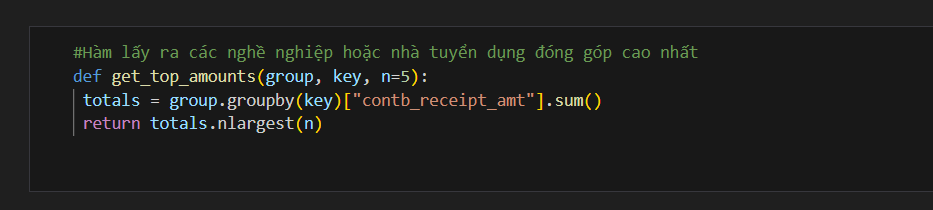 #Hàm lấy ra các nghề nghiệp hoặc nhà tuyển dụng đóng góp cao nhất
def get_top_amounts(group, key, n=5):
 totals = group.groupby(key)["contb_receipt_amt"].sum()
 return totals.nlargest(n)